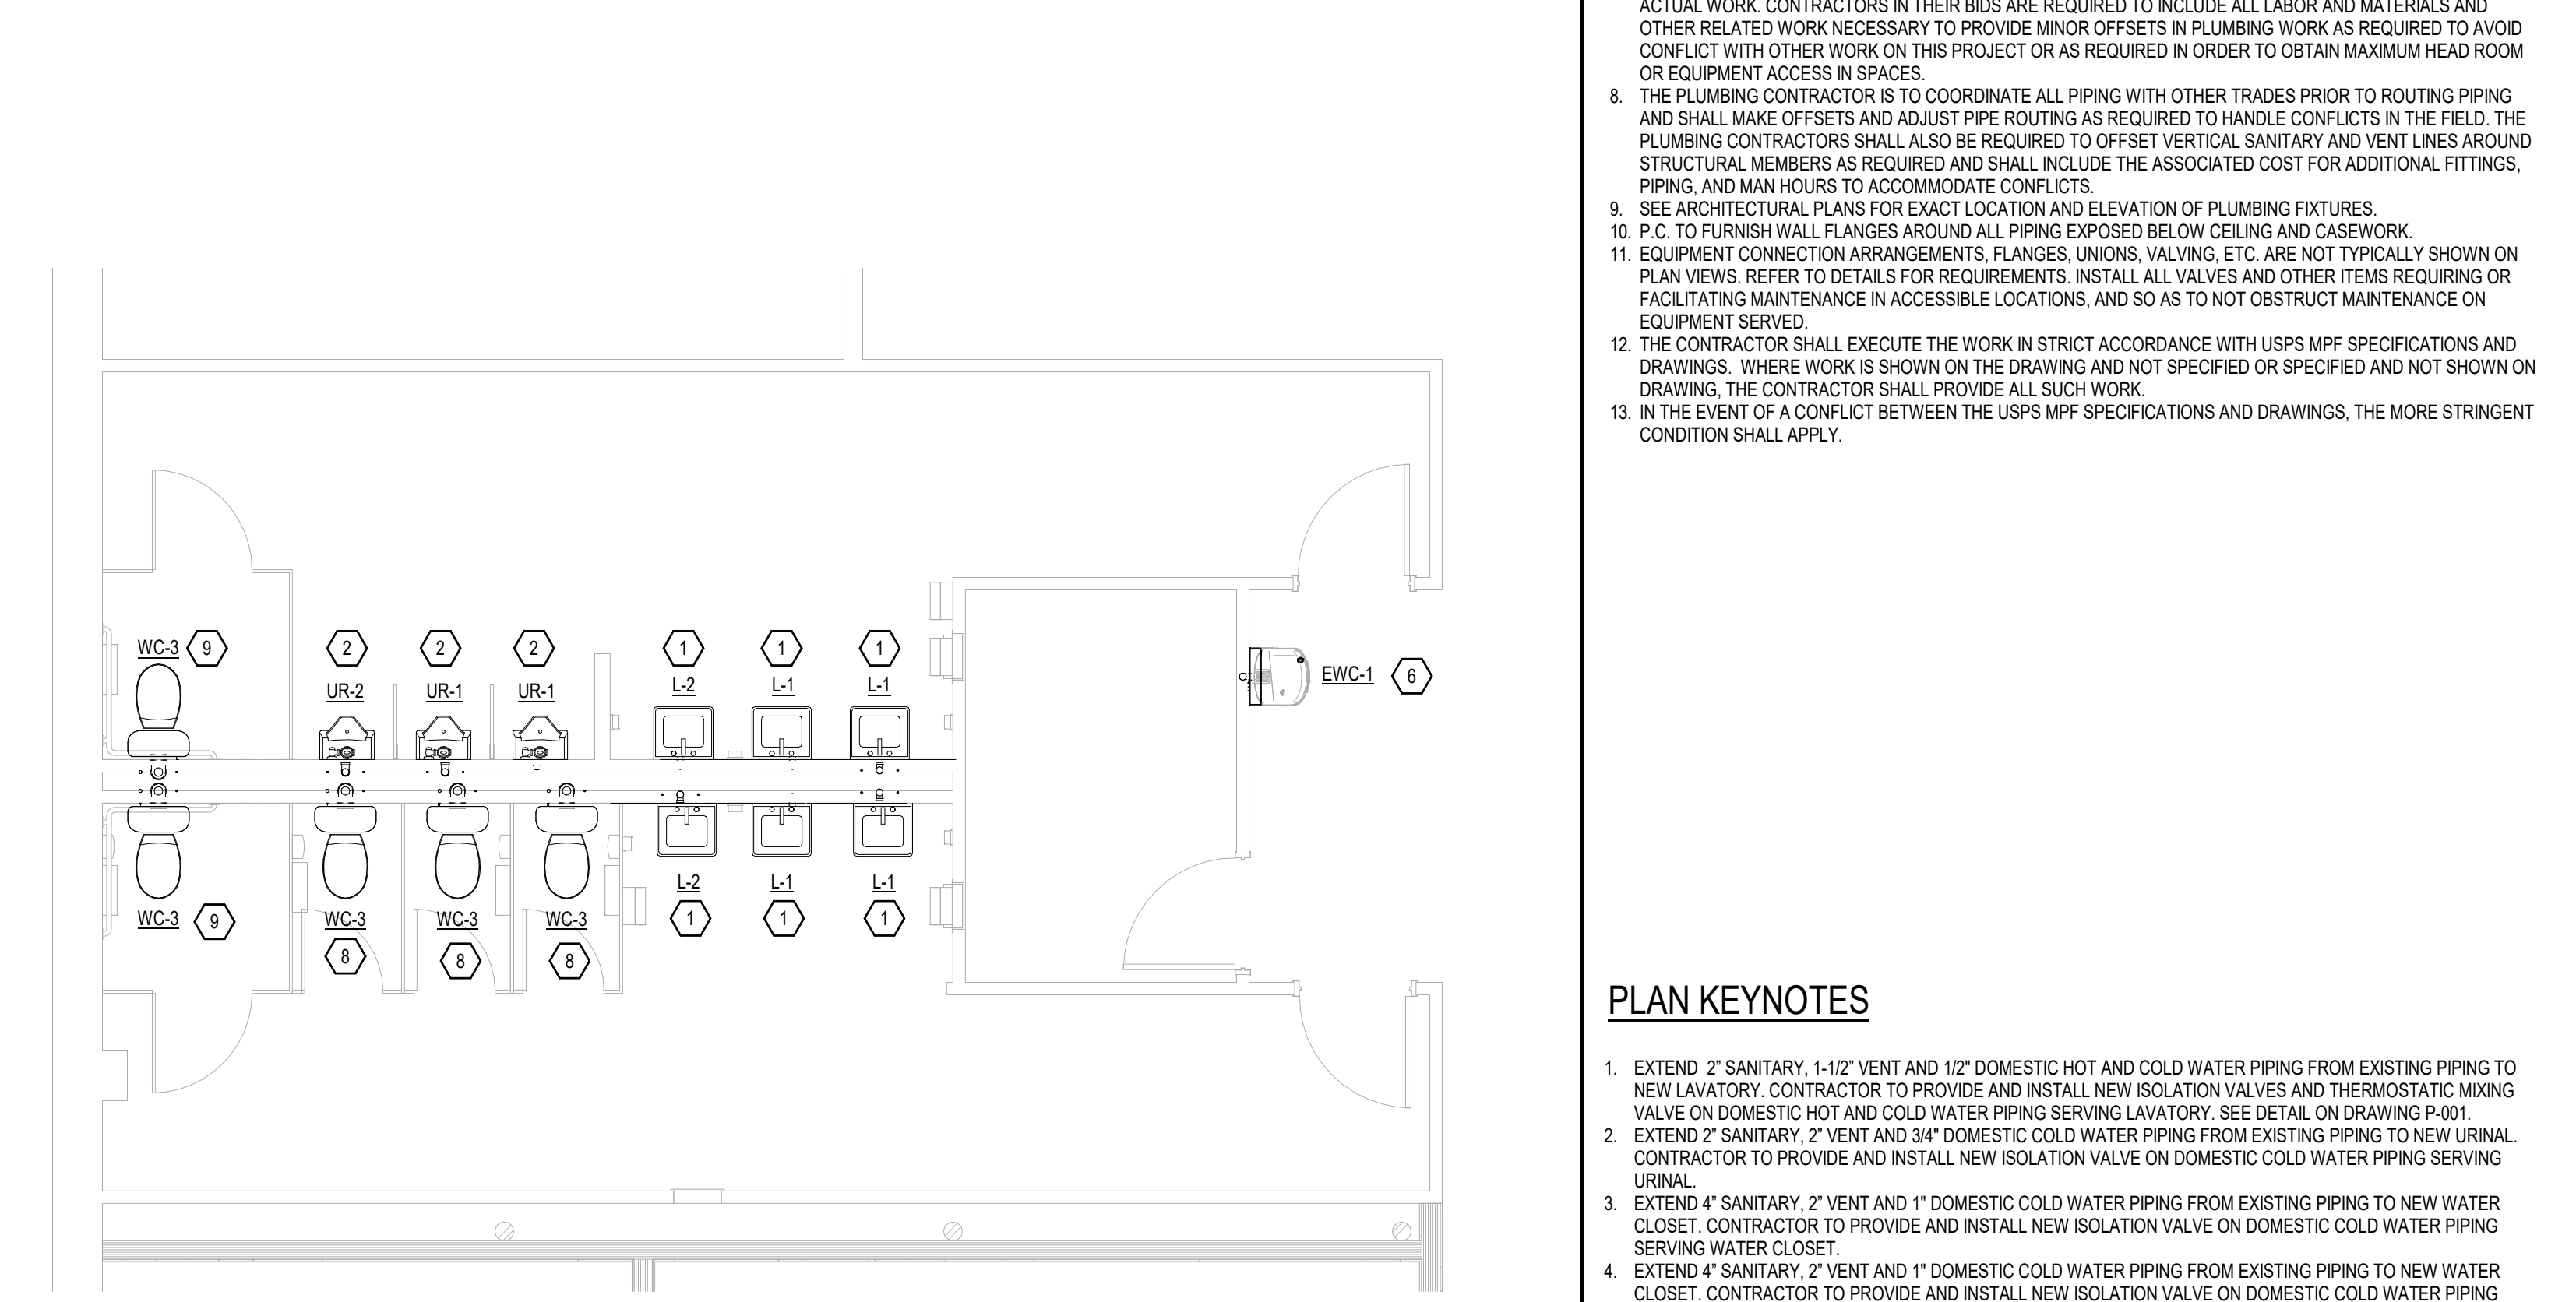 ACTUAL WORK. CONTRACTORS IN THEIR BIDS ARE REQUIRED TO INCLUDE ALL LABOR AND MATERIALS AND
OTHER RELATED WORK NECESSARY TO PROVIDE MINOR OFFSETS IN PLUMBING WORK AS REQUIRED TO AVOID
CONFLICT WITH OTHER WORK ON THIS PROJECT OR AS REQUIRED IN ORDER TO OBTAIN MAXIMUM HEAD ROOM
OR EQUIPMENT ACCESS IN SPACES.
8. THE PLUMBING CONTRACTOR IS TO COORDINATE ALL PIPING WITH OTHER TRADES PRIOR TO ROUTING PIPING
AND SHALL MAKE OFFSETS AND ADJUST PIPE ROUTING AS REQUIRED TO HANDLE CONFLICTS IN THE FIELD. THE
PLUMBING CONTRACTORS SHALL ALSO BE REQUIRED TO OFFSET VERTICAL SANITARY AND VENT LINES AROUND
STRUCTURAL MEMBERS AS REQUIRED AND SHALL INCLUDE THE ASSOCIATED COST FOR ADDITIONAL FITTINGS,
PIPING, AND MAN HOURS TO ACCOMMODATE CONFLICTS.
9. SEE ARCHITECTURAL PLANS FOR EXACT LOCATION AND ELEVATION OF PLUMBING FIXTURES.
10. P.C. TO FURNISH WALL FLANGES AROUND ALL PIPING EXPOSED BELOW CEILING AND CASEWORK.
11. EQUIPMENT CONNECTION ARRANGEMENTS, FLANGES, UNIONS, VALVING, ETC. ARE NOT TYPICALLY SHOWN ON
PLAN VIEWS. REFER TO DETAILS FOR REQUIREMENTS. INSTALL ALL VALVES AND OTHER ITEMS REQUIRING OR
FACILITATING MAINTENANCE IN ACCESSIBLE LOCATIONS, AND SO AS TO NOT OBSTRUCT MAINTENANCE ON
EQUIPMENT SERVED.
12. THE CONTRACTOR SHALL EXECUTE THE WORK IN STRICT ACCORDANCE WITH USPS MPF SPECIFICATIONS AND
DRAWINGS. WHERE WORK IS SHOWN ON THE DRAWING AND NOT SPECIFIED OR SPECIFIED AND NOT SHOWN ON
DRAWING, THE CONTRACTOR SHALL PROVIDE ALL SUCH WORK.
13. IN THE EVENT OF A CONFLICT BETWEEN THE USPS MPF SPECIFICATIONS AND DRAWINGS, THE MORE STRINGENT
CONDITION SHALL APPLY.
WC-3 9 2 2 2 1 1 1
UR-2 UR-1 UR-1 L-2 L-1 L-1 EWC-1 6
L-2 L-1 L-1
WC-3 9 WC-3 WC-3 WC-3 1 1 1
8 8 8
PLAN KEYNOTES
1. EXTEND 2” SANITARY, 1-1/2” VENT AND 1/2" DOMESTIC HOT AND COLD WATER PIPING FROM EXISTING PIPING TO
NEW LAVATORY. CONTRACTOR TO PROVIDE AND INSTALL NEW ISOLATION VALVES AND THERMOSTATIC MIXING
VALVE ON DOMESTIC HOT AND COLD WATER PIPING SERVING LAVATORY. SEE DETAIL ON DRAWING P-001.
2. EXTEND 2” SANITARY, 2” VENT AND 3/4" DOMESTIC COLD WATER PIPING FROM EXISTING PIPING TO NEW URINAL.
CONTRACTOR TO PROVIDE AND INSTALL NEW ISOLATION VALVE ON DOMESTIC COLD WATER PIPING SERVING
URINAL.
3. EXTEND 4” SANITARY, 2” VENT AND 1" DOMESTIC COLD WATER PIPING FROM EXISTING PIPING TO NEW WATER
CLOSET. CONTRACTOR TO PROVIDE AND INSTALL NEW ISOLATION VALVE ON DOMESTIC COLD WATER PIPING
SERVING WATER CLOSET.
4. EXTEND 4” SANITARY, 2” VENT AND 1" DOMESTIC COLD WATER PIPING FROM EXISTING PIPING TO NEW WATER
CLOSET. CONTRACTOR TO PROVIDE AND INSTALL NEW ISOLATION VALVE ON DOMESTIC COLD WATER PIPING